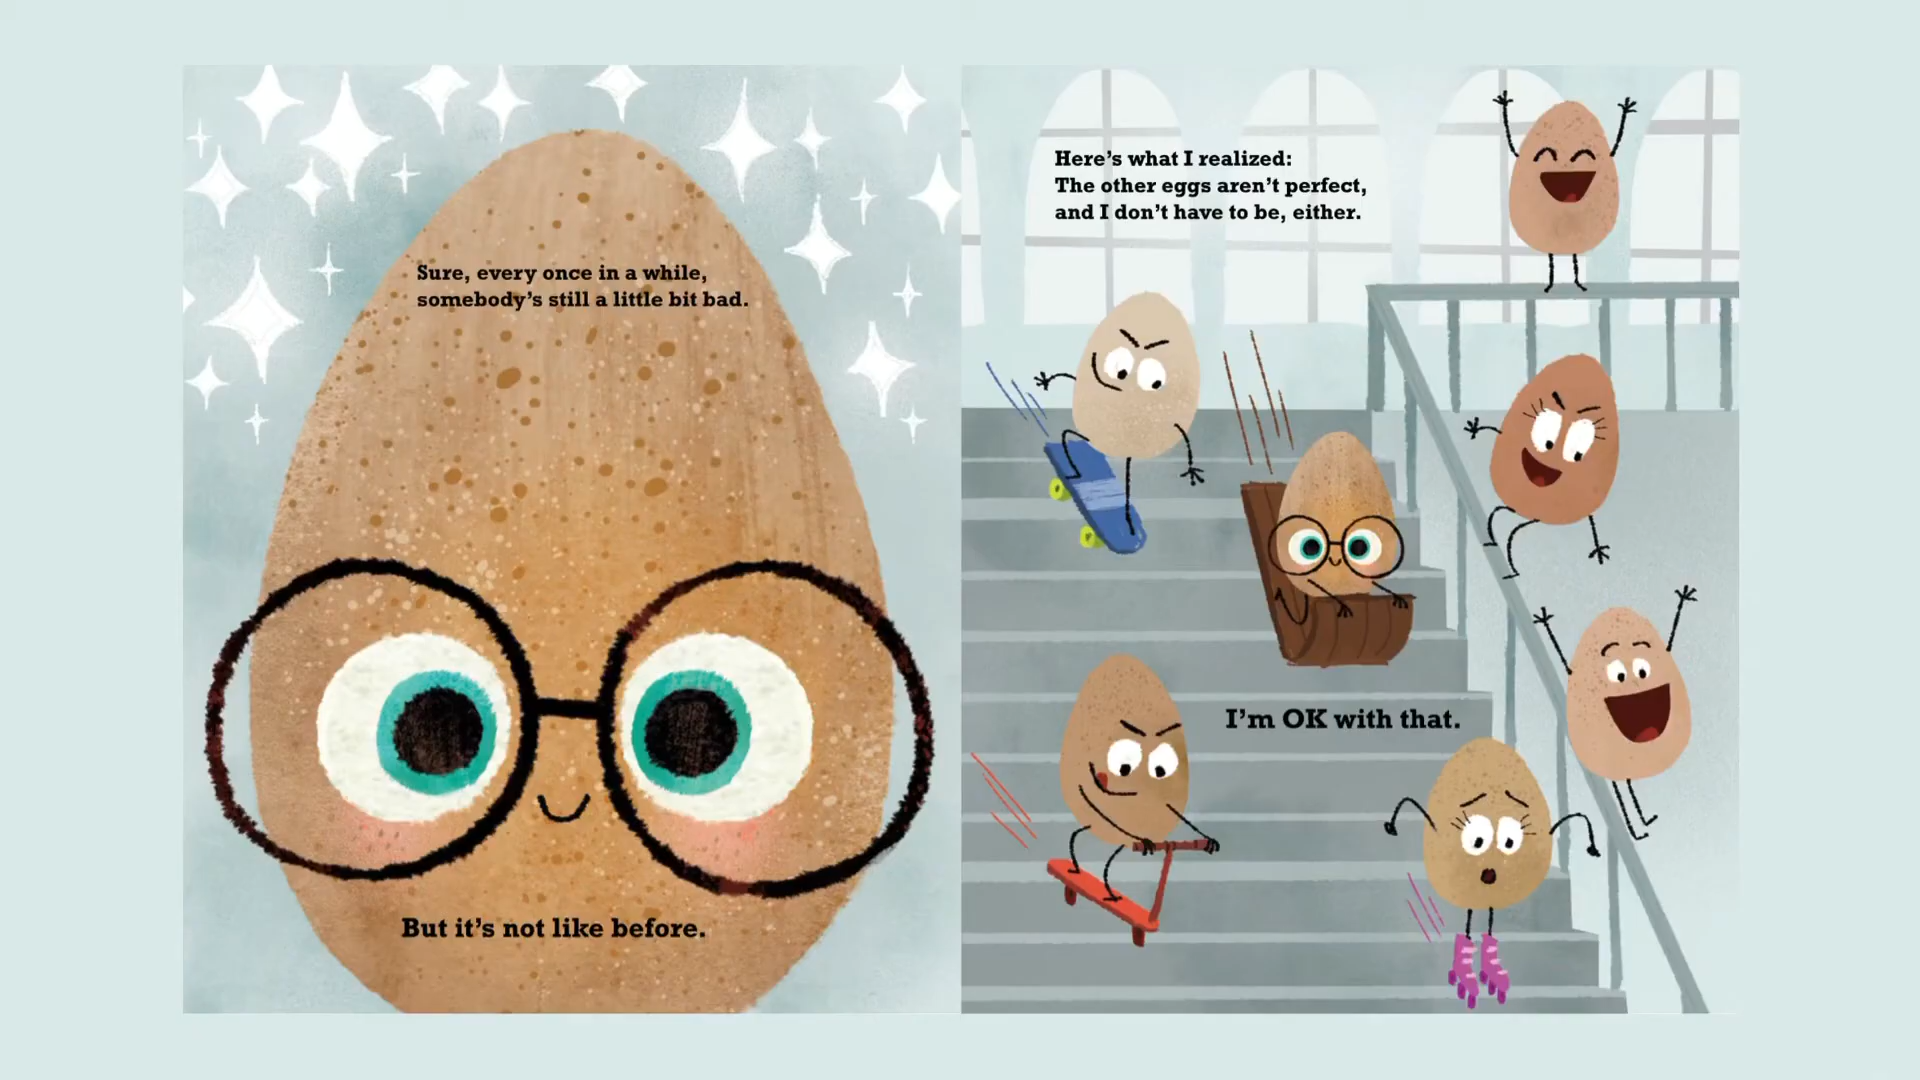 Sure, every once in a while,
somebody’s still a little bit bad.
But it’s not like before.
Here’s what I realized:
The other eggs aren’t perfect,
and I don’t have to be, either.
I’m OK with that.